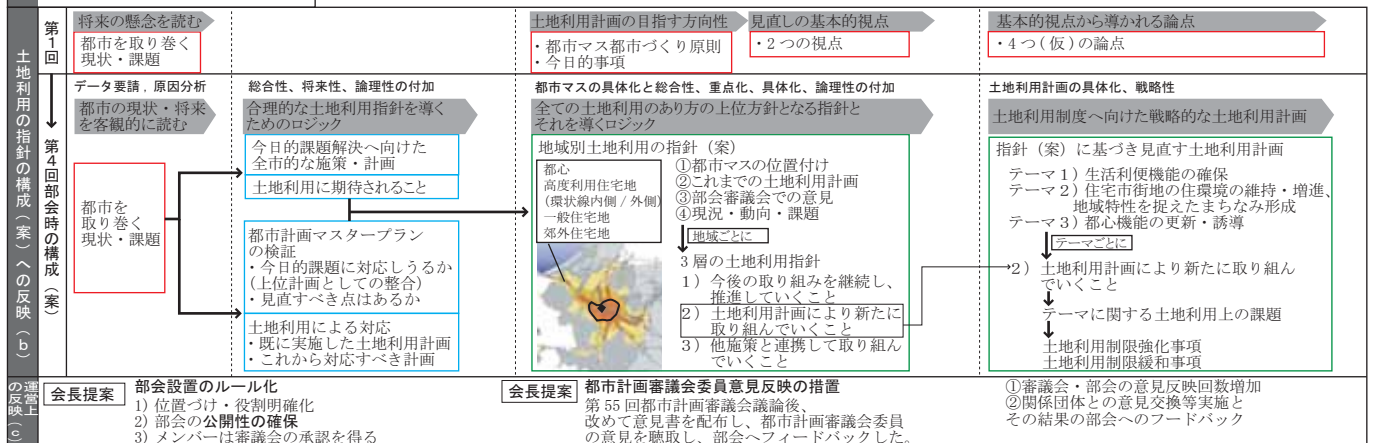 土地利用の指針の構成（案）への反映（ｂ）
第1回
第4回部会時の構成（案）
将来の懸念を読む
都市を取り巻く
現状・課題
土地利用計画の目指す方向性
・都市マス都市づくり原則
・今日的事項
見直しの基本的視点
・2つの視点
基本的視点から導かれる論点
・4つ(仮)の論点
データ要請．原因分析
都市の現状・将来
を客観的に読む
都市を
取り巻く
現状・課題
総合性、将来性、論理性の付加
合理的な土地利用指針を導く
ためのロジック
今日的課題解決へ向けた
全市的な施策・計画
土地利用に期待されること
都市計画マスタープラン
の検証
・今日的課題に対応しうるか
(上位計画としての整合)
・見直すべき点はあるか
土地利用による対応
・既に実施した土地利用計画
・これから対応すべき計画
都市マスの具体化と総合性、重点化、具体化、論理性の付加
全ての土地利用のあり方の上位方針となる指針と
それを導くロジック
地域別土地利用の指針（案）
都心
高度利用住宅地
(環状線内側/外側)
一般住宅地
郊外住宅地
①都市マスの位置付け
②これまでの土地利用計画
③部会審議会での意見
④現況・動向・課題
地域ごとに
3層の土地利用指針
1）今後の取り組みを継続し、
推進していくこと
2）土地利用計画により新たに
取り組んでいくこと
3）他施策と連携して取り組ん
でいくこと
土地利用計画の具体化、戦略性
土地利用制度へ向けた戦略的な土地利用計画
指針（案）に基づき見直す土地利用計画
テーマ1）生活利便機能の確保
テーマ2）住宅市街地の住環境の維持・増進、
地域特性を捉えたまちなみ形成
テーマ3）都心機能の更新・誘導
テーマごとに
2）土地利用計画により新たに取り組ん
でいくこと
テーマに関する土地利用上の課題
土地利用制限強化事項
土地利用制限緩和事項
運営上
の反映（c）
会長提案
部会設置のルール化
1) 位置づけ・役割明確化
2) 部会の公開性の確保
3) メンバーは審議会の承認を得る
会長提案
都市計画審議会委員意見反映の措置
第55回都市計画審議会議論後、
改めて意見書を配布し、都市計画審議会委員
の意見を聴取し、部会へフィードバックした。
①審議会・部会の意見反映回数増加
②関係団体との意見交換等実施と
その結果の部会へのフードバック